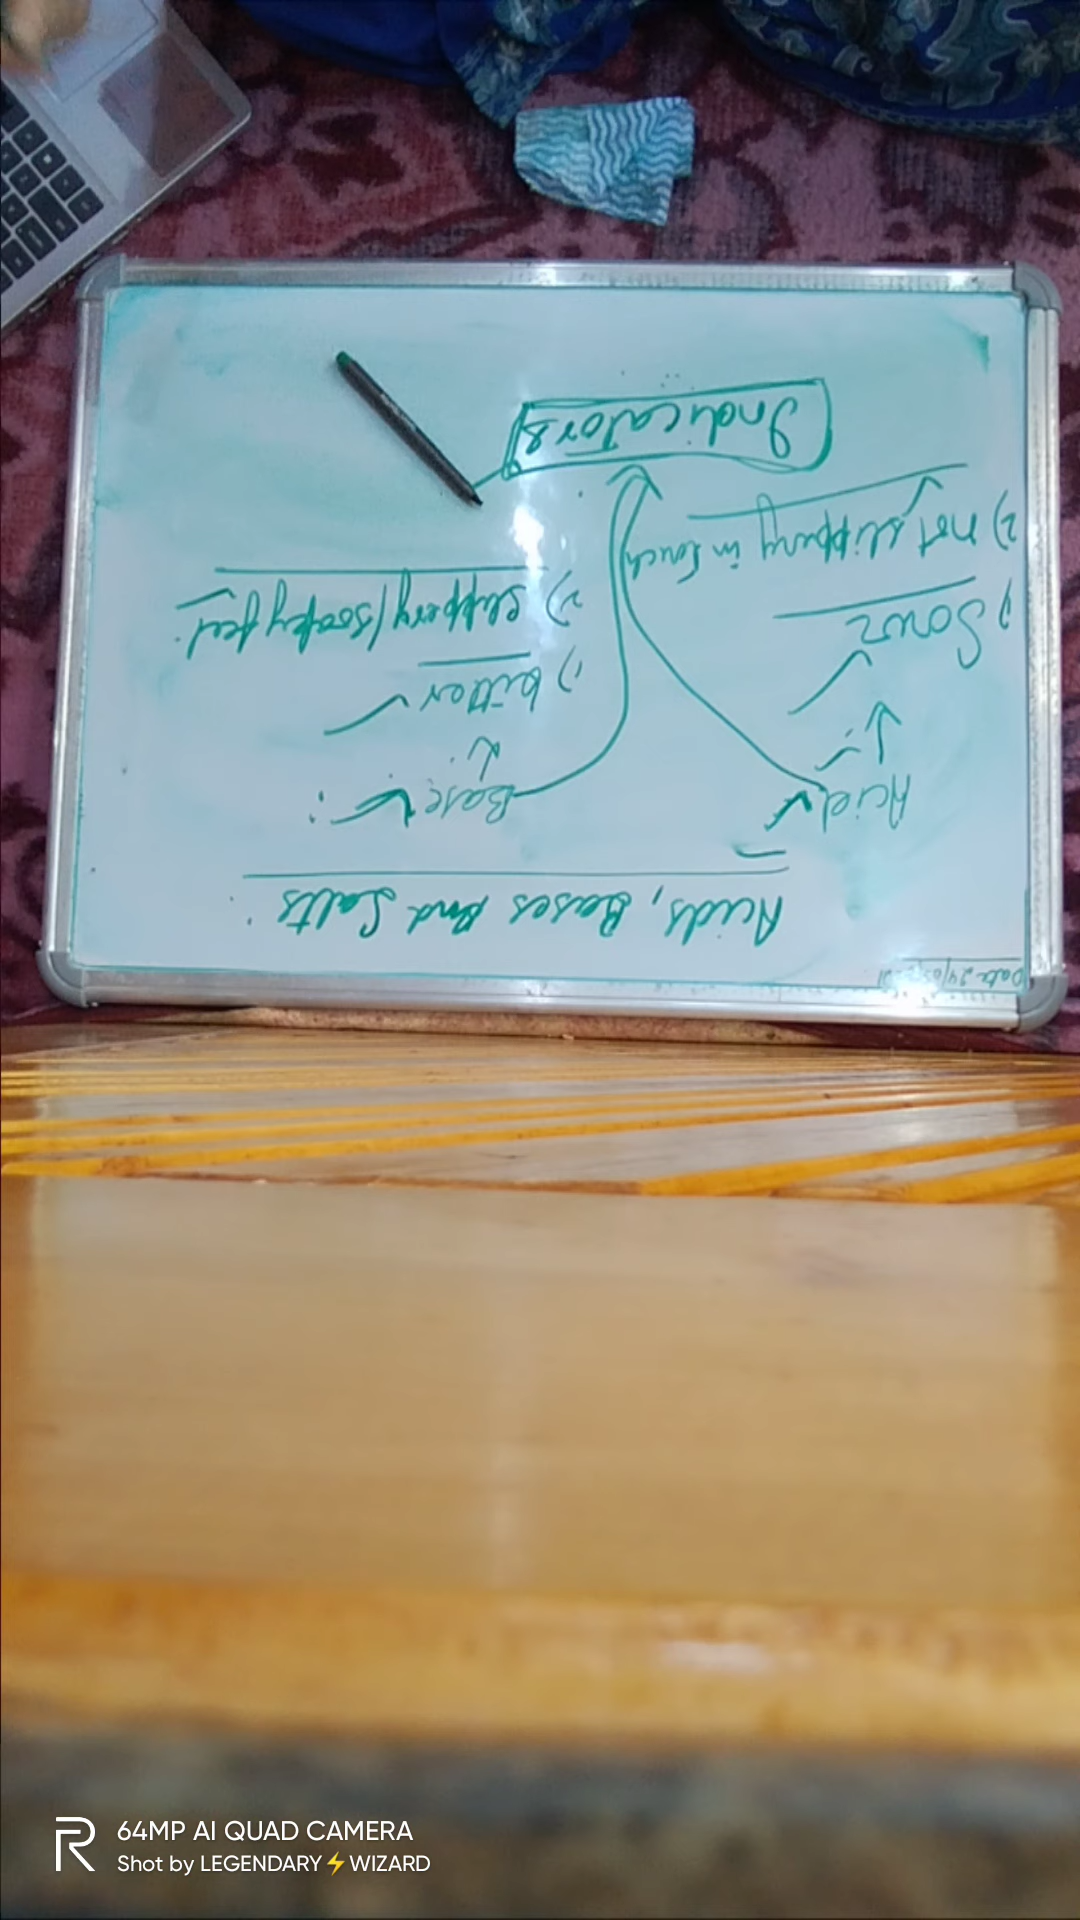 Acids, Bases And Salts
Acid
1) Sour
2) not slippery in touch
Base
1) bitter
2) slippery/soapy feel.
Indicators
64MP AI QUAD CAMERA
Shot by LEGENDARY⚡WIZARD